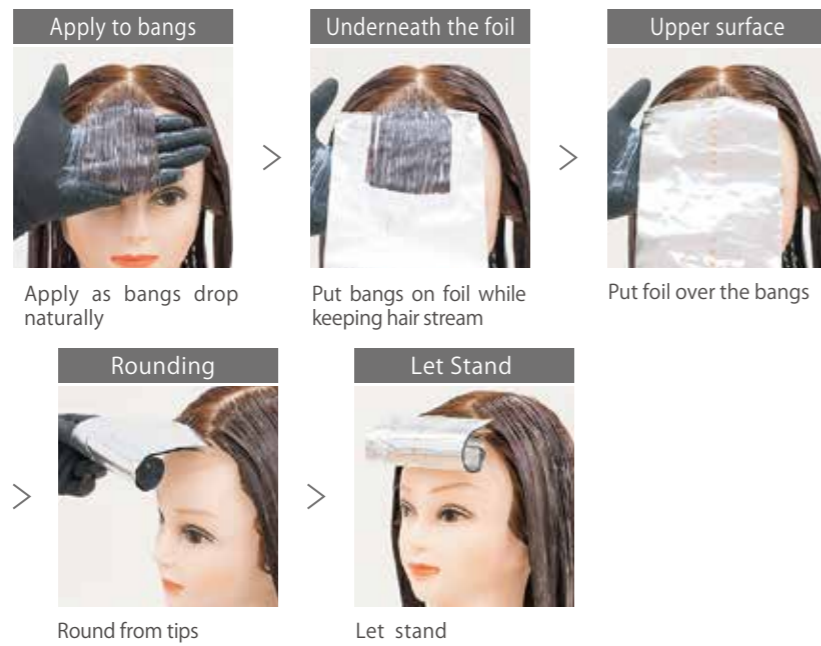 Apply to bangs
Underneath the foil
Upper surface
>
>
Apply as bangs drop
naturally
Put bangs on foil while
keeping hair stream
Put foil over the bangs
Rounding
Let Stand
>
>
Round from tips
Let stand